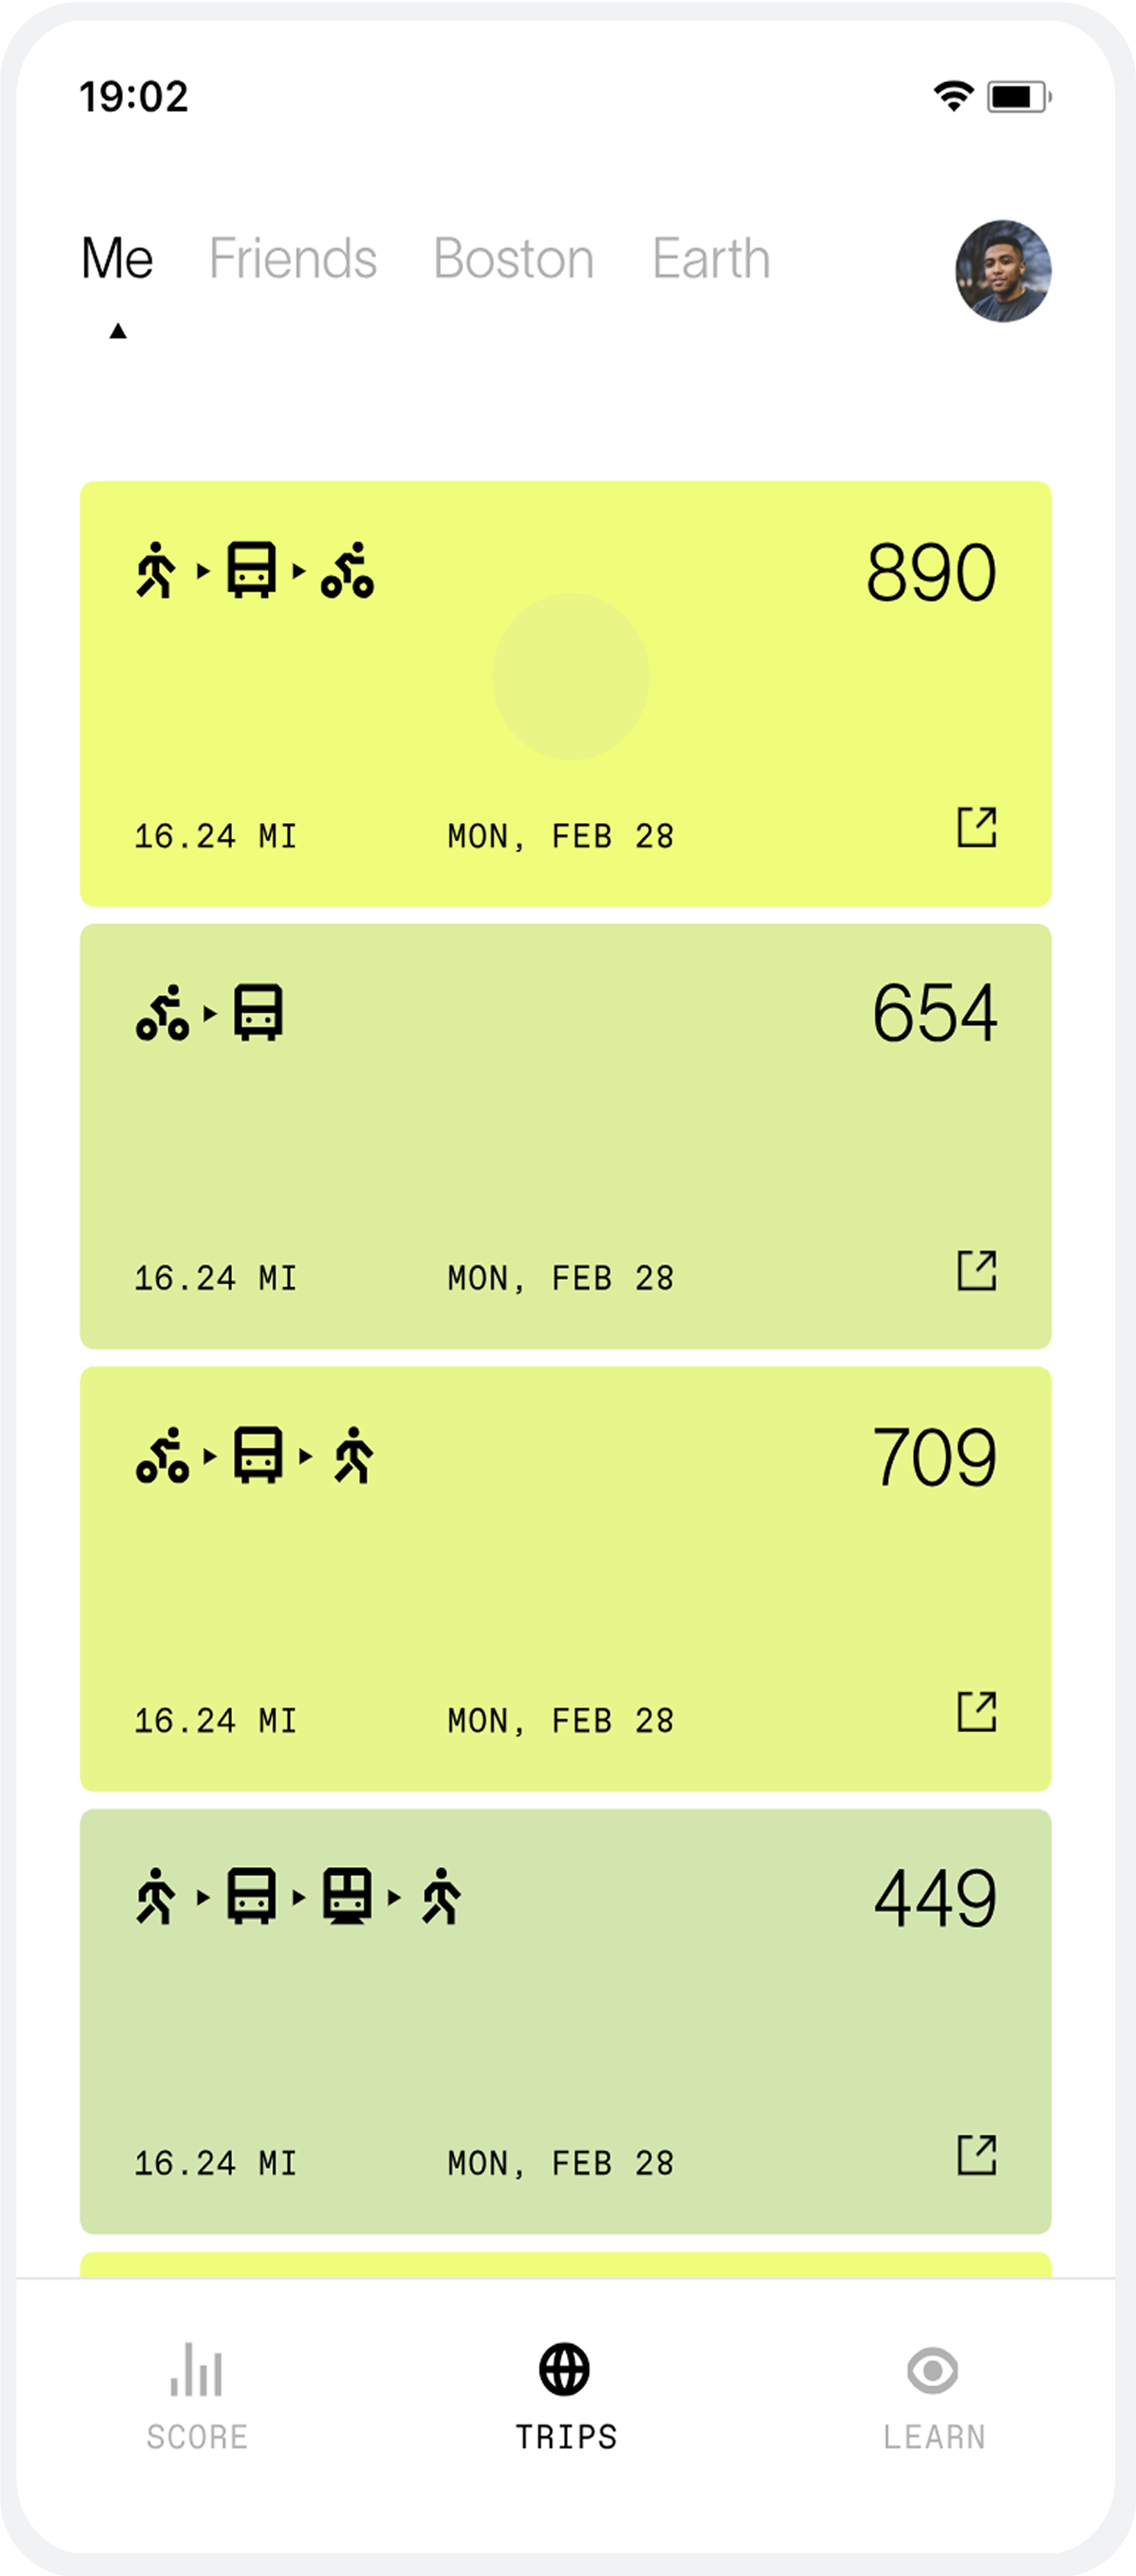 19:02
Me Friends Boston Earth
890
16.24 MI MON, FEB 28
654
16.24 MI MON, FEB 28
709
16.24 MI MON, FEB 28
449
16.24 MI MON, FEB 28
SCORE TRIPS LEARN